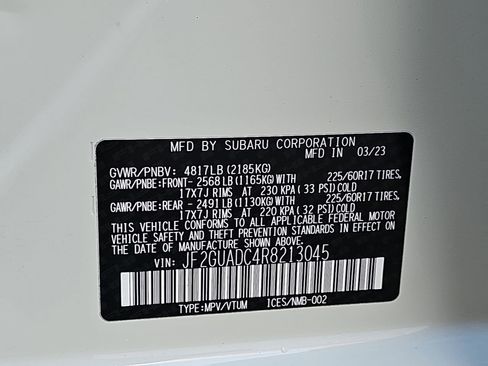 MFD BY SUBARU CORPORATION
MFD IN 03/23
GVWR/PNBV: 4817LB (2185KG)
GAWR/PNBE:FRONT-2568LB(1165KG)WITH 225/60R17 TIRES,
17X7J RIMS, AT 230 KPA (33 PSI)COLD
GAWR/PNBE:REAR -2491LB(1130KG)WITH 225/60R17 TIRES,
17X7J RIMS, AT 220 KPA (32 PSI)COLD
THIS VEHICLE CONFORMS TO ALL APPLICABLE FEDERAL MOTOR
VEHICLE SAFETY AND THEFT PREVENTION STANDARDS IN EFFECT
ON THE DATE OF MANUFACTURE SHOWN ABOVE.
VIN: JF2GUADC4R8213045
TYPE:MPV/VTUM ICES/NMB-002